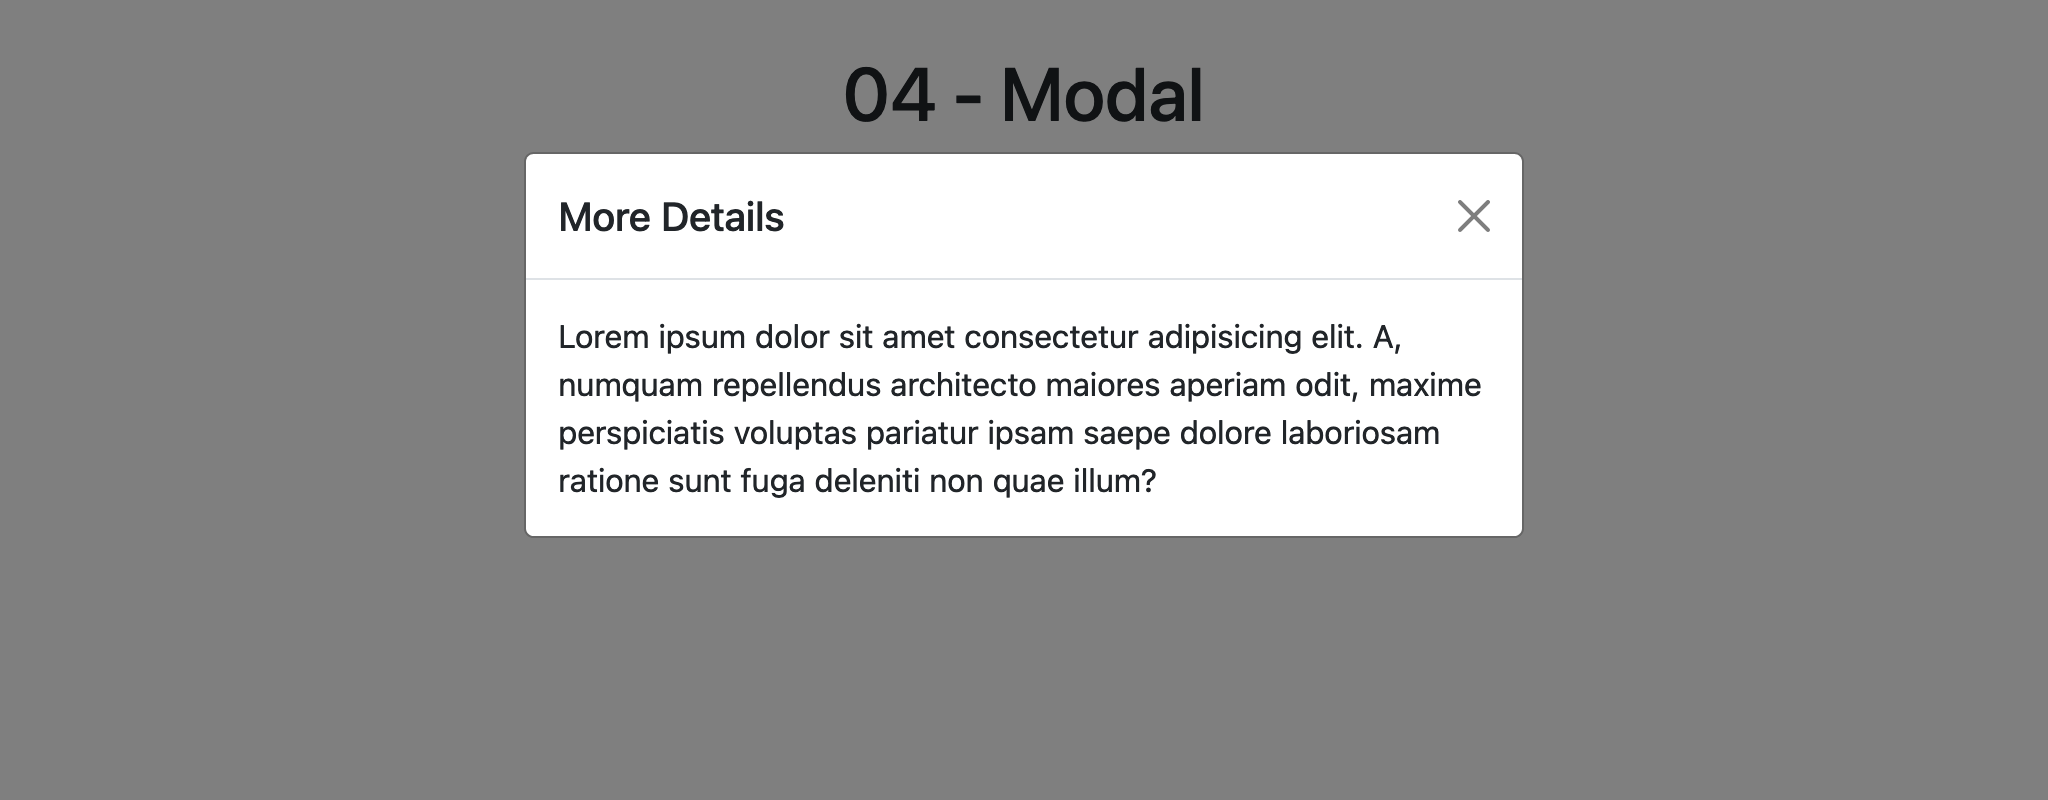 04 - Modal
More Details
Lorem ipsum dolor sit amet consectetur adipisicing elit. A,
numquam repellendus architecto maiores aperiam odit, maxime
perspiciatis voluptas pariatur ipsam saepe dolore laboriosam
ratione sunt fuga deleniti non quae illum?